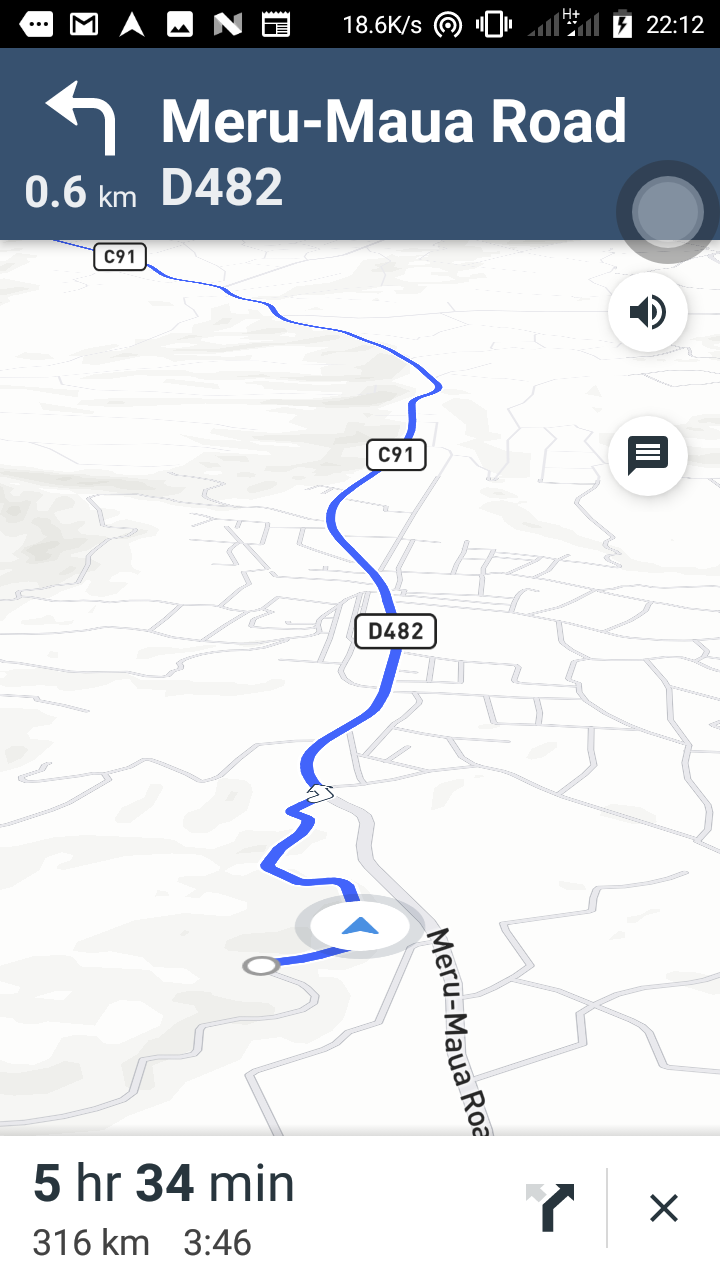 18.6K/s H+ 22:12
Meru-Maua Road
0.6 km D482
C91
C91
D482
Meru-Maua Roa
5 hr 34 min
316 km 3:46